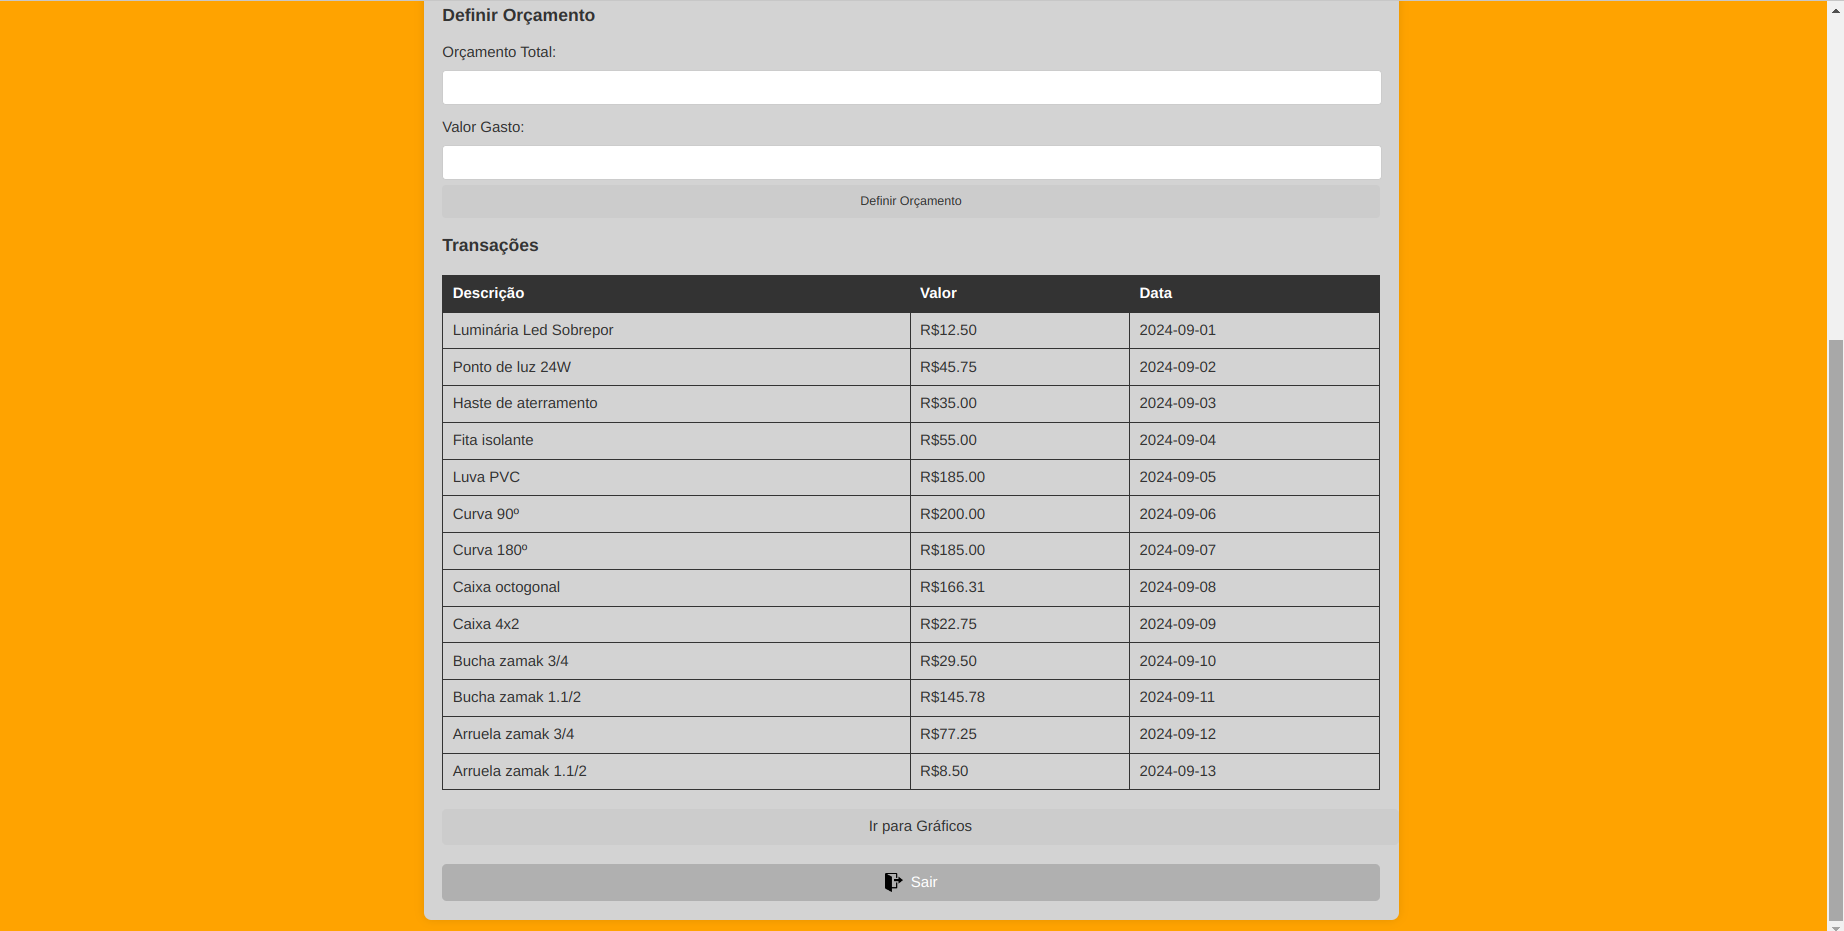 Definir Orçamento
Orçamento Total:
Valor Gasto:
Definir Orçamento
Transações
Descrição Valor Data
Luminária Led Sobrepor R$12.50 2024-09-01
Ponto de luz 24W R$45.75 2024-09-02
Haste de aterramento R$35.00 2024-09-03
Fita isolante R$55.00 2024-09-04
Luva PVC R$185.00 2024-09-05
Curva 90º R$200.00 2024-09-06
Curva 180º R$185.00 2024-09-07
Caixa octogonal R$166.31 2024-09-08
Caixa 4x2 R$22.75 2024-09-09
Bucha zamak 3/4 R$29.50 2024-09-10
Bucha zamak 1.1/2 R$145.78 2024-09-11
Arruela zamak 3/4 R$77.25 2024-09-12
Arruela zamak 1.1/2 R$8.50 2024-09-13
Ir para Gráficos
Sair